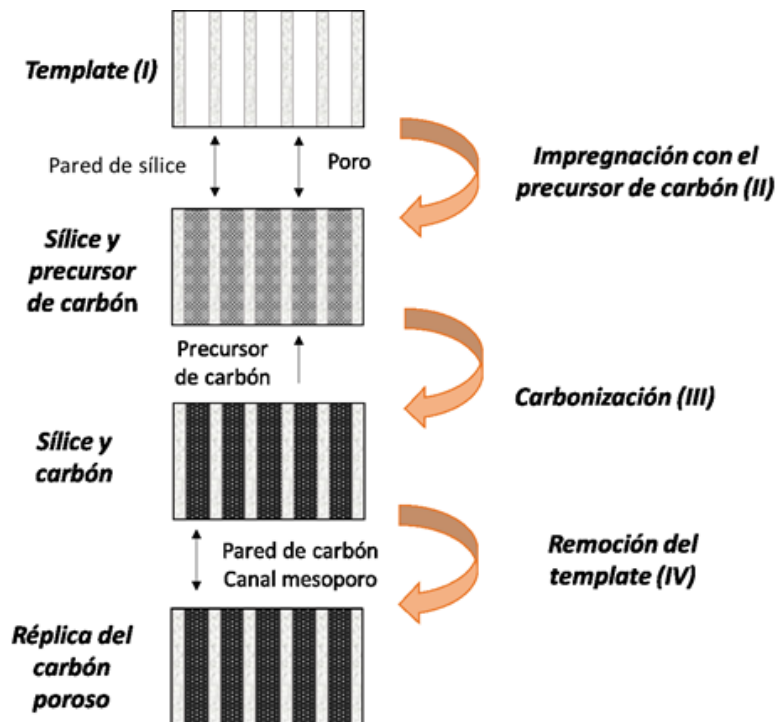 Template (I)
Pared de sílice
Poro
Impregnación con el
precursor de carbón (II)
Sílice y
precursor
de carbón
Precursor
de carbón
Carbonización (III)
Sílice y
carbón
Pared de carbón
Canal mesoporo
Remoción del
template (IV)
Réplica del
carbón
poroso